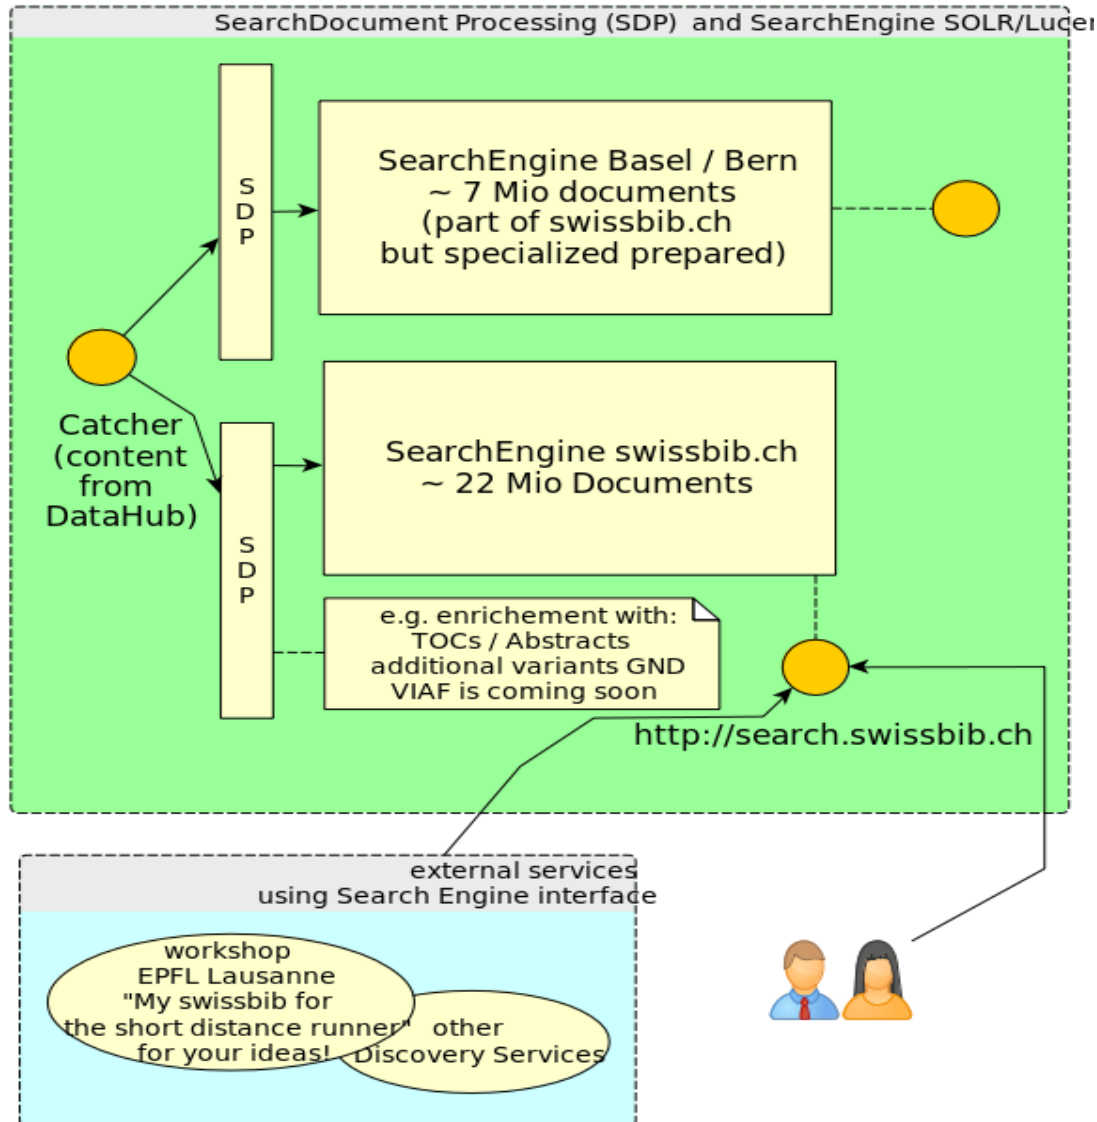 SearchDocument Processing (SDP) and SearchEngine SOLR/Lucen
S
D
P
SearchEngine Basel / Bern
~ 7 Mio documents
(part of swissbib.ch
but specialized prepared)
Catcher
(content
from
DataHub)
S
D
P
SearchEngine swissbib.ch
~ 22 Mio Documents
e.g. enrichement with:
TOCs / Abstracts
additional variants GND
VIAF is coming soon
http://search.swissbib.ch
external services
using Search Engine interface
workshop
EPFL Lausanne
"My swissbib for
the short distance runner"
for your ideas!
other
Discovery Services